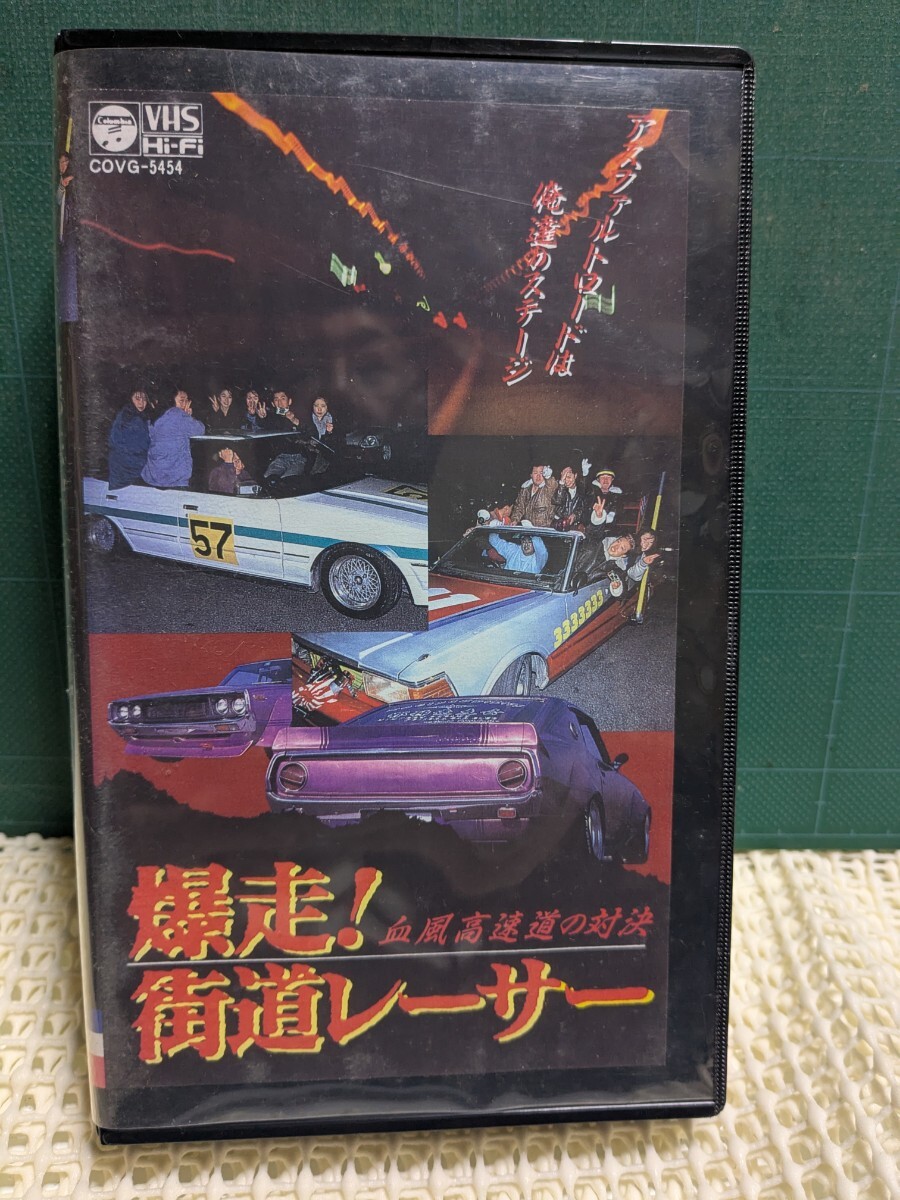 Columbia
VHS
Hi-Fi
COVG-5454
アスファルトロードは
俺達のステージ
57
3333333
爆走!
血風高速道の対決
街道レーサー